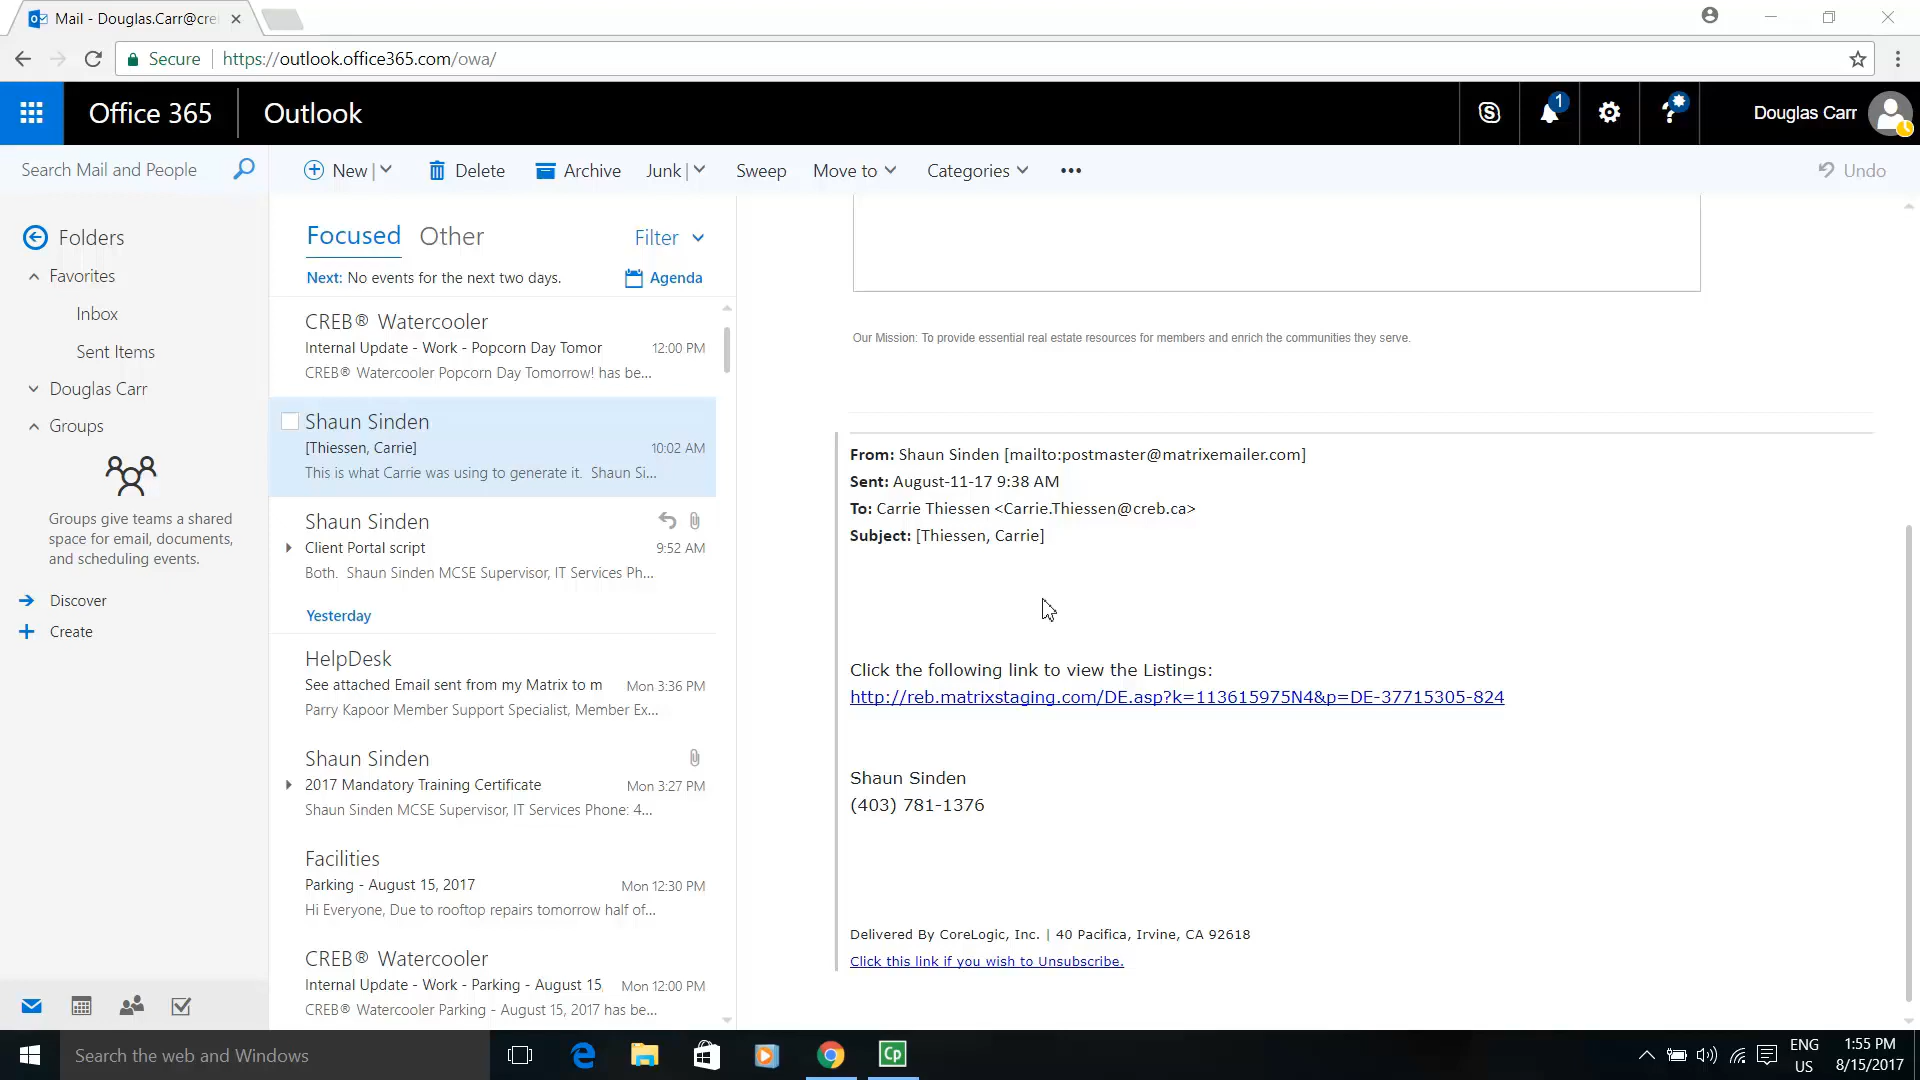 Mail - Douglas.Carr@cre
Secure https://outlook.office365.com/owa/
Office 365 Outlook
1
Douglas Carr
Search Mail and People
New Delete Archive Junk Sweep Move to Categories ••• Undo
Folders
Favorites
Inbox
Sent Items
Douglas Carr
Groups
Groups give teams a shared
space for email, documents,
and scheduling events.
Discover
Create
Focused Other Filter
Next: No events for the next two days. Agenda
CREB® Watercooler
Internal Update - Work - Popcorn Day Tomor 12:00 PM
CREB® Watercooler Popcorn Day Tomorrow! has be...
Shaun Sinden
[Thiessen, Carrie] 10:02 AM
This is what Carrie was using to generate it. Shaun Si...
Shaun Sinden
Client Portal script 9:52 AM
Both. Shaun Sinden MCSE Supervisor, IT Services Ph...
Yesterday
HelpDesk
See attached Email sent from my Matrix to m Mon 3:36 PM
Parry Kapoor Member Support Specialist, Member Ex...
Shaun Sinden
2017 Mandatory Training Certificate Mon 3:27 PM
Shaun Sinden MCSE Supervisor, IT Services Phone: 4...
Facilities
Parking - August 15, 2017 Mon 12:30 PM
Hi Everyone, Due to rooftop repairs tomorrow half of...
CREB® Watercooler
Internal Update - Work - Parking - August 15, Mon 12:00 PM
CREB® Watercooler Parking - August 15, 2017 has be...
Our Mission: To provide essential real estate resources for members and enrich the communities they serve.
From: Shaun Sinden [mailto:postmaster@matrixemailer.com]
Sent: August-11-17 9:38 AM
To: Carrie Thiessen <Carrie.Thiessen@creb.ca>
Subject: [Thiessen, Carrie]
Click the following link to view the Listings:
http://reb.matrixstaging.com/DE.asp?k=113615975N4&p=DE-37715305-824
Shaun Sinden
(403) 781-1376
Delivered By CoreLogic, Inc. | 40 Pacifica, Irvine, CA 92618
Click this link if you wish to Unsubscribe.
Search the web and Windows
Cp
ENG
US
1:55 PM
8/15/2017